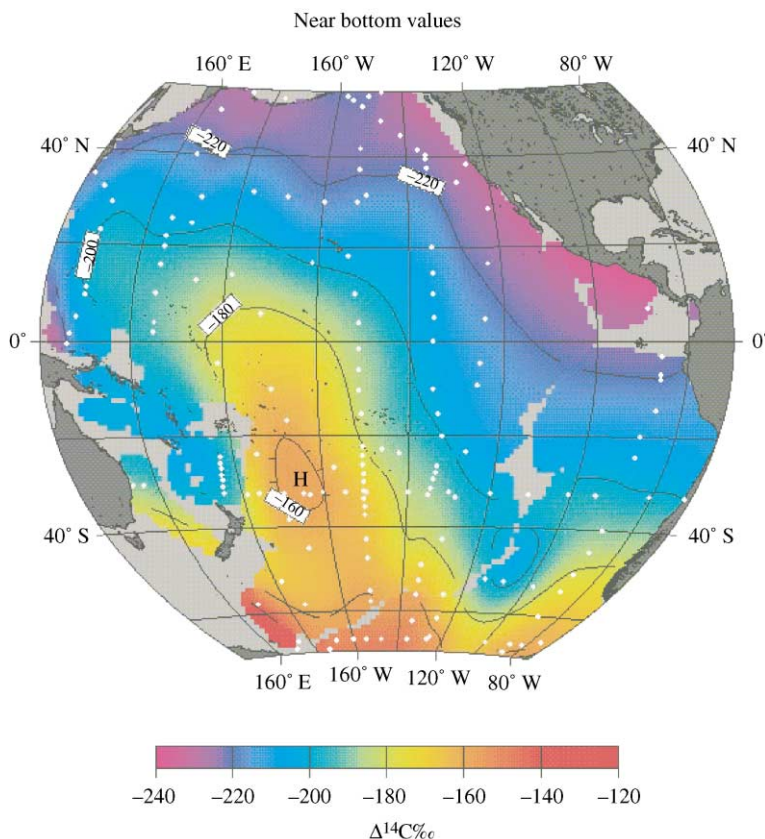 Near bottom values
160° E 160° W 120° W 80° W
40° N 40° N
−220
−220
−200
−180
0° 0°
H
−160
40° S 40° S
160° E 160° W 120° W 80° W
−240 −220 −200 −180 −160 −140 −120
Δ¹⁴C‰